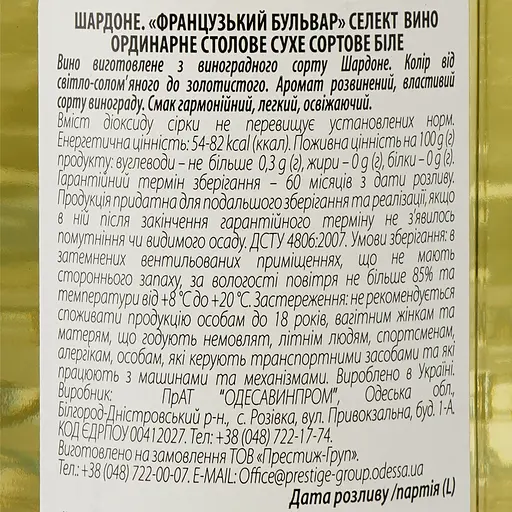 ШАРДОНЕ. «ФРАНЦУЗЬКИЙ БУЛЬВАР» СЕЛЕКТ ВИНО
ОРДИНАРНЕ СТОЛОВЕ СУХЕ СОРТОВЕ БІЛЕ
Вино виготовлене з виноградного сорту Шардоне. Колір від
світло-солом'яного до золотистого. Аромат розвинений, властивий
сорту винограду. Смак гармонійний, легкий, освіжаючий.
Вміст діоксиду сірки не перевищує установлених норм.
Енергетична цінність: 54-82 kcal (ккал). Поживна цінність на 100 g (г)
продукту: вуглеводи – не більше 0,3 g (г), жири – 0 g (г), білки – 0 g (г).
Гарантійний термін зберігання – 60 місяців з дати розливу.
Продукція придатна для подальшого зберігання та реалізації, якщо
в ній після закінчення гарантійного терміну не з'явилось
помутніння чи видимого осаду. ДСТУ 4806:2007. Умови зберігання: в
затемнених вентильованих приміщеннях, що не мають
стороннього запаху, за вологості повітря не більше 85% та
температури від +8 °С до +20 °С. Застереження: не рекомендується
споживати продукцію особам до 18 років, вагітним жінкам та
матерям, що годують немовлят, літнім людям, спортсменам,
алергікам, особам, які керують транспортними засобами та які
працюють з машинами та механізмами. Вироблено в Україні.
Виробник: ПрАТ "ОДЕСАВИНПРОМ", Одеська обл.,
Білгород-Дністровський р-н., с. Розівка, вул. Привокзальна, буд. 1-А.
КОД ЄДРПОУ 00412027. Тел: +38 (048) 722-17-74.
Виготовлено на замовлення ТОВ «Престиж-Груп».
Тел.: +38 (048) 722-00-07. E-MAIL: Office@prestige-group.odessa.ua
Дата розливу /партія (L)